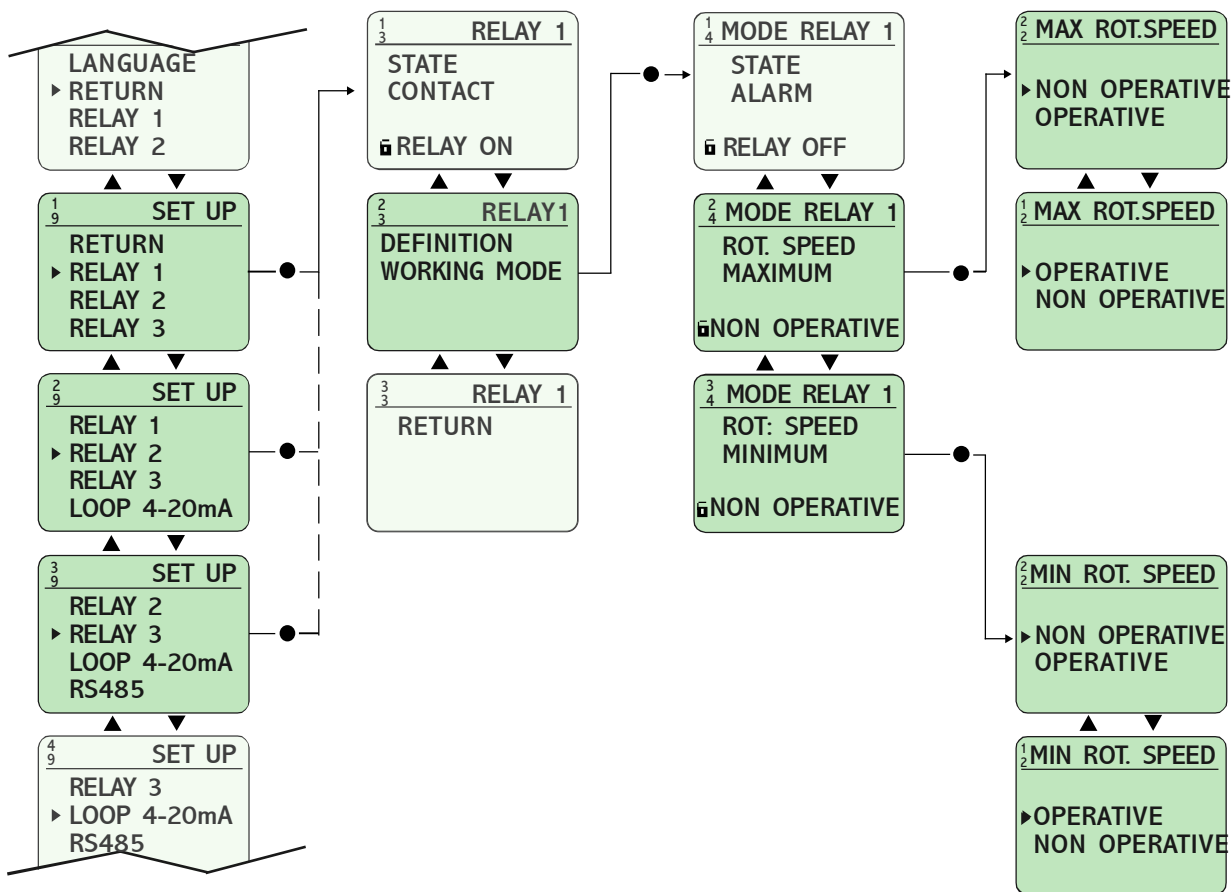 LANGUAGE
RETURN
RELAY 1
RELAY 2
1
9
SET UP
RETURN
RELAY 1
RELAY 2
RELAY 3
2
9
SET UP
RELAY 1
RELAY 2
RELAY 3
LOOP 4-20mA
3
9
SET UP
RELAY 2
RELAY 3
LOOP 4-20mA
RS485
4
9
SET UP
RELAY 3
LOOP 4-20mA
RS485
1
3
RELAY 1
STATE
CONTACT
RELAY ON
2
3
RELAY1
DEFINITION
WORKING MODE
3
3
RELAY 1
RETURN
1
4
MODE RELAY 1
STATE
ALARM
RELAY OFF
2
4
MODE RELAY 1
ROT. SPEED
MAXIMUM
NON OPERATIVE
3
4
MODE RELAY 1
ROT: SPEED
MINIMUM
NON OPERATIVE
2
2
MAX ROT.SPEED
NON OPERATIVE
OPERATIVE
1
2
MAX ROT.SPEED
OPERATIVE
NON OPERATIVE
2
2
MIN ROT. SPEED
NON OPERATIVE
OPERATIVE
1
2
MIN ROT. SPEED
OPERATIVE
NON OPERATIVE